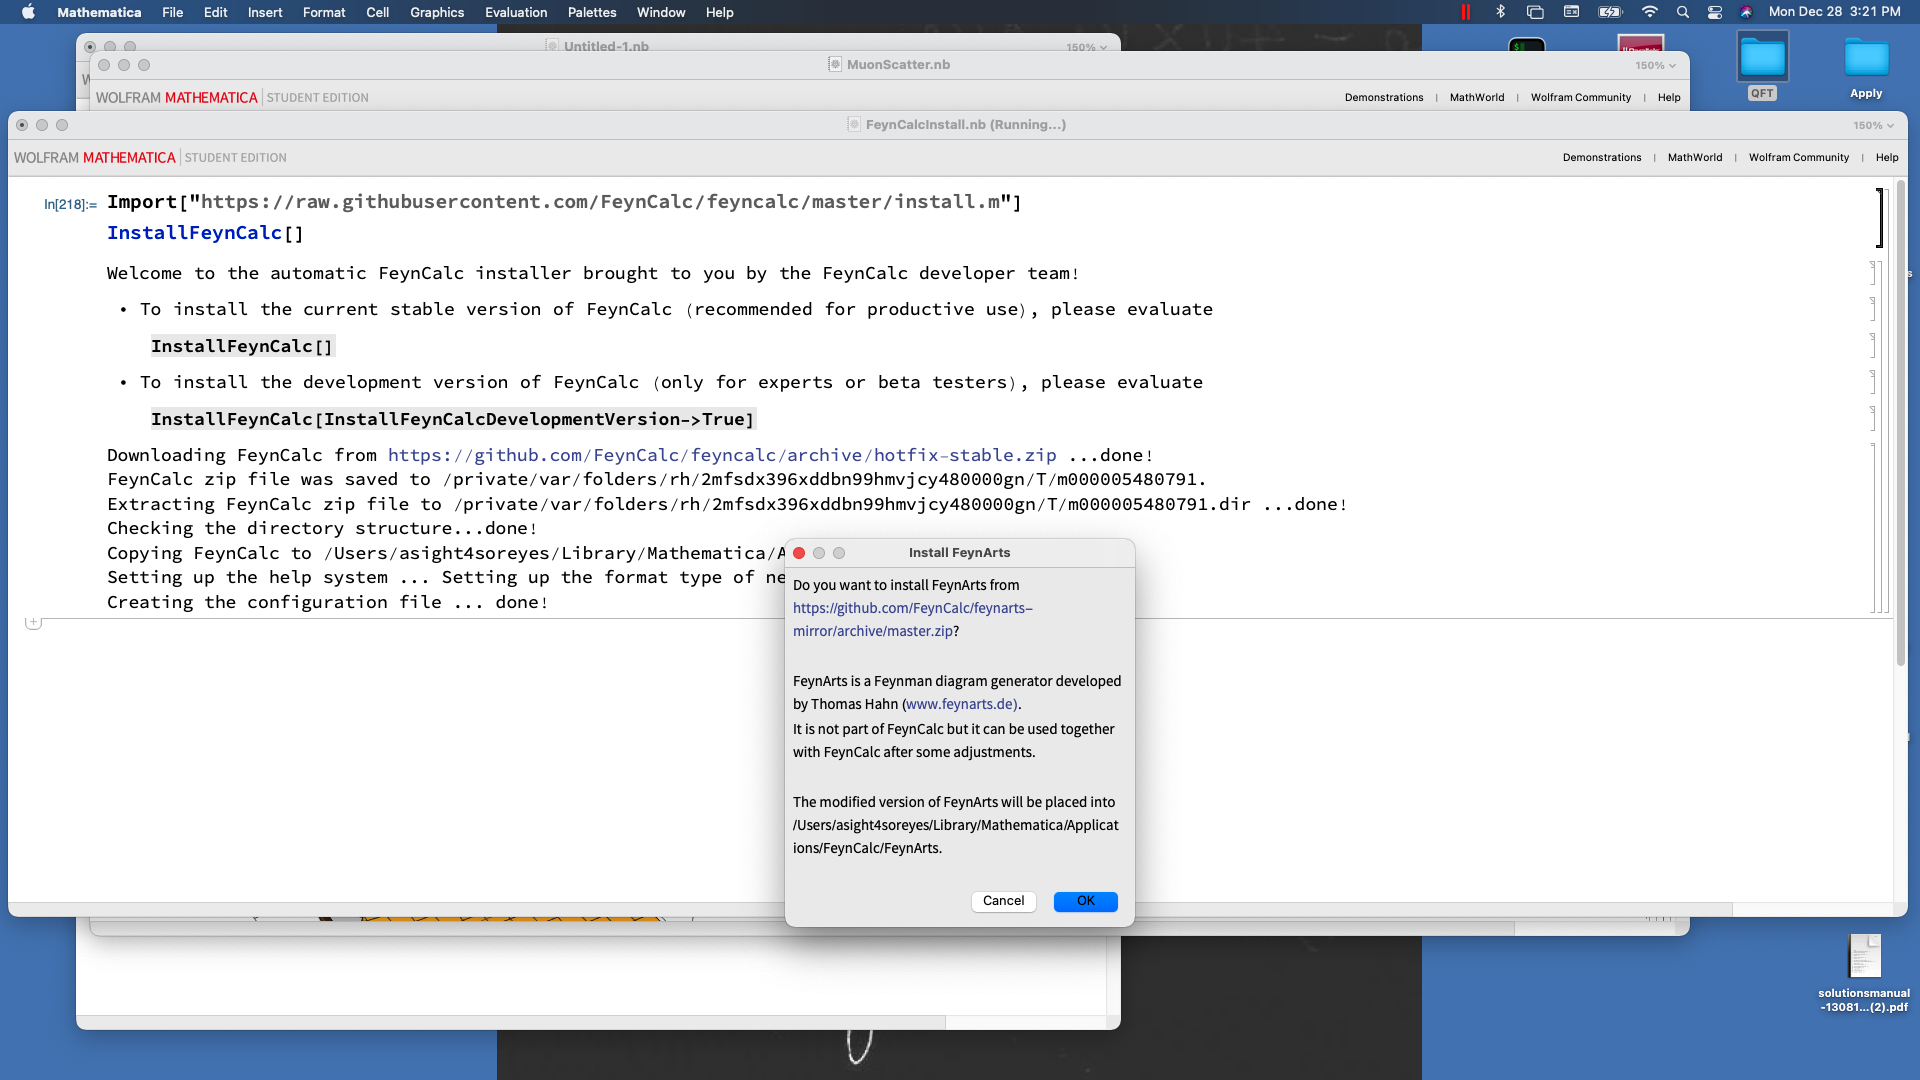 Mathematica File Edit Insert Format Cell Graphics Evaluation Palettes Window Help Mon Dec 28 3:21 PM
Untitled-1.nb 150%
MuonScatter.nb 150%
QFT
Apply
WOLFRAM MATHEMATICA STUDENT EDITION Demonstrations | MathWorld | Wolfram Community | Help
FeynCalcInstall.nb (Running...) 150%
WOLFRAM MATHEMATICA STUDENT EDITION Demonstrations | MathWorld | Wolfram Community | Help
In[218]:= Import["https://raw.githubusercontent.com/FeynCalc/feyncalc/master/install.m"]
InstallFeynCalc[]
Welcome to the automatic FeynCalc installer brought to you by the FeynCalc developer team!
• To install the current stable version of FeynCalc (recommended for productive use), please evaluate
InstallFeynCalc[]
• To install the development version of FeynCalc (only for experts or beta testers), please evaluate
InstallFeynCalc[InstallFeynCalcDevelopmentVersion->True]
Downloading FeynCalc from https://github.com/FeynCalc/feyncalc/archive/hotfix-stable.zip ...done!
FeynCalc zip file was saved to /private/var/folders/rh/2mfsdx396xddbn99hmvjcy480000gn/T/m000005480791.
Extracting FeynCalc zip file to /private/var/folders/rh/2mfsdx396xddbn99hmvjcy480000gn/T/m000005480791.dir ...done!
Checking the directory structure...done!
Copying FeynCalc to /Users/asight4soreyes/Library/Mathematica/A
Setting up the help system ... Setting up the format type of ne
Creating the configuration file ... done!
Install FeynArts
Do you want to install FeynArts from
https://github.com/FeynCalc/feynarts-
mirror/archive/master.zip?
FeynArts is a Feynman diagram generator developed
by Thomas Hahn (www.feynarts.de).
It is not part of FeynCalc but it can be used together
with FeynCalc after some adjustments.
The modified version of FeynArts will be placed into
/Users/asight4soreyes/Library/Mathematica/Applicat
ions/FeynCalc/FeynArts.
Cancel OK
solutionsmanual
-13081...(2).pdf